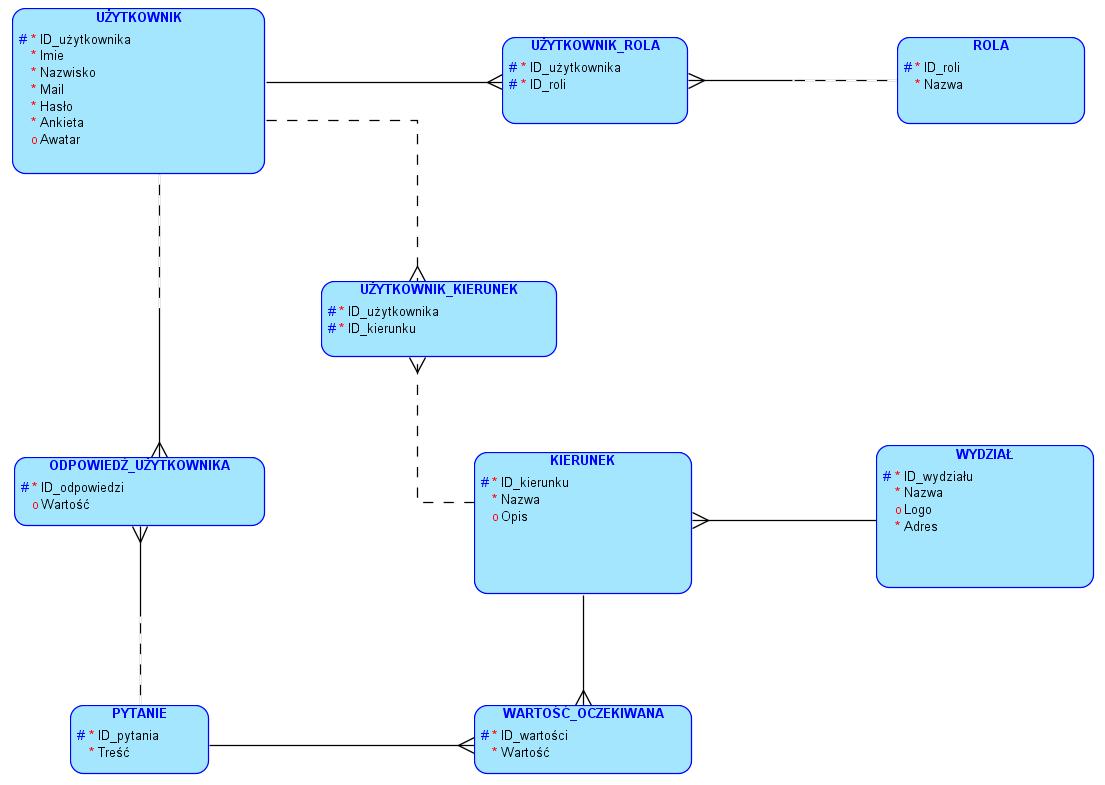 UŻYTKOWNIK
# * ID_użytkownika
* Imie
* Nazwisko
* Mail
* Hasło
* Ankieta
o Awatar
UŻYTKOWNIK_ROLA
# * ID_użytkownika
# * ID_roli
ROLA
# * ID_roli
* Nazwa
UŻYTKOWNIK_KIERUNEK
# * ID_użytkownika
# * ID_kierunku
ODPOWIEDŹ_UŻYTKOWNIKA
# * ID_odpowiedzi
o Wartość
KIERUNEK
# * ID_kierunku
* Nazwa
o Opis
WYDZIAŁ
# * ID_wydziału
* Nazwa
o Logo
* Adres
PYTANIE
# * ID_pytania
* Treść
WARTOŚĆ_OCZEKIWANA
# * ID_wartości
* Wartość